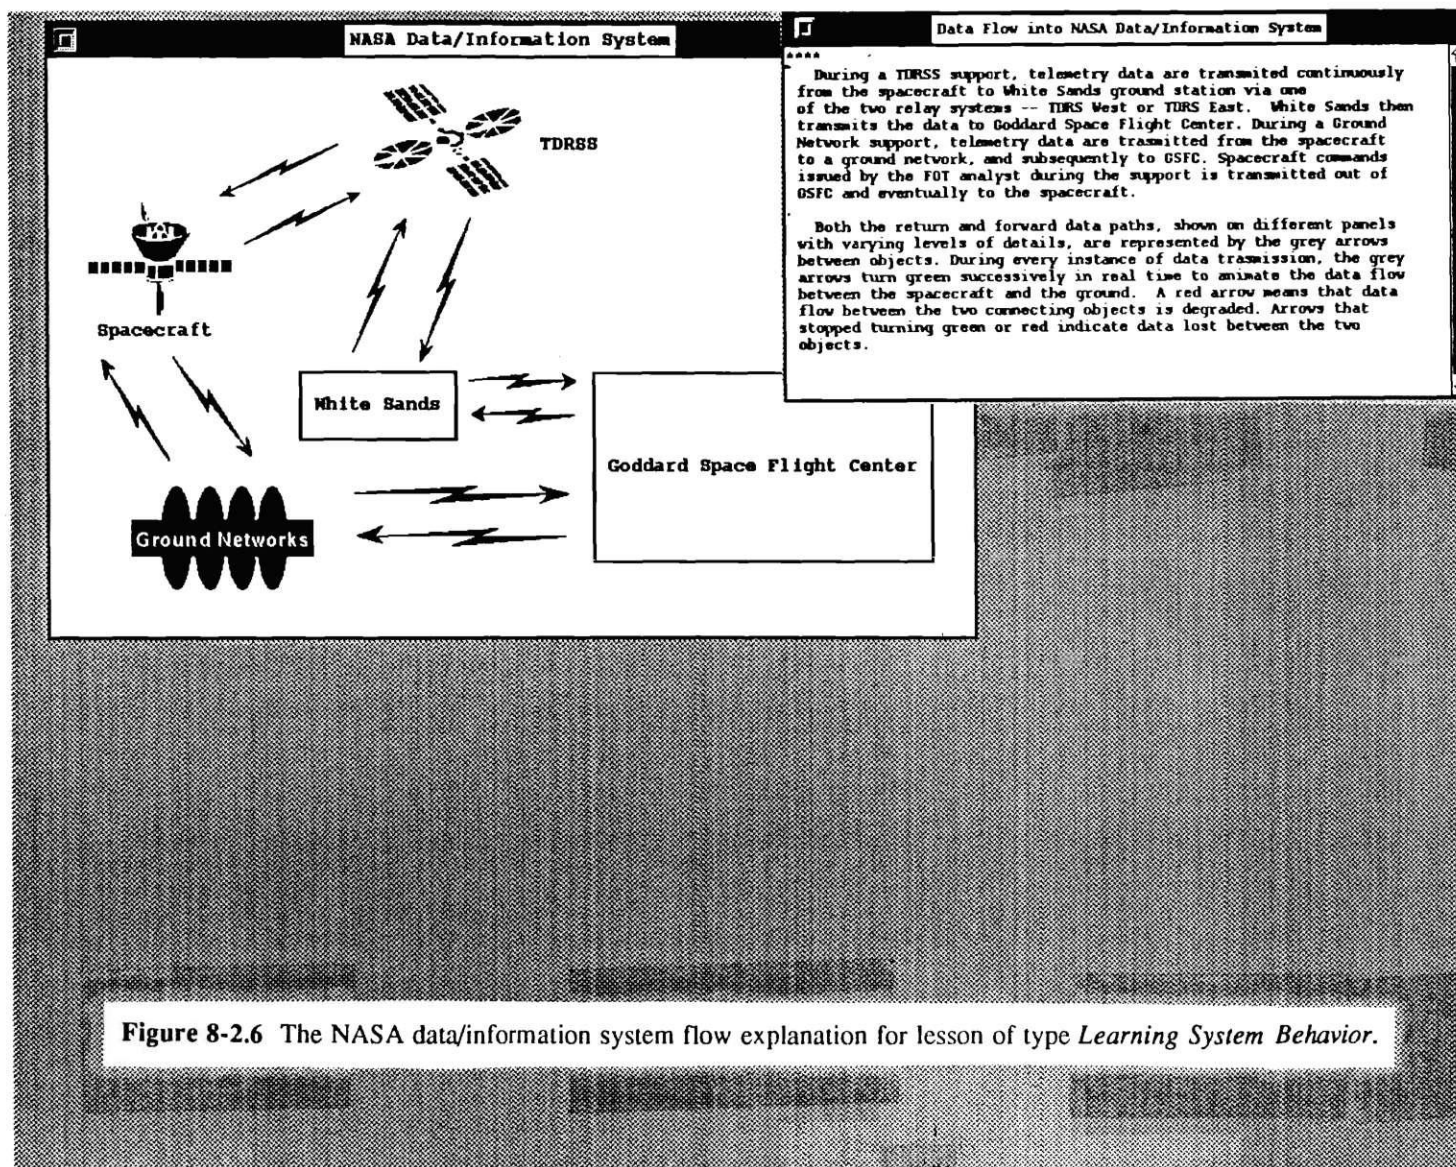 NASA Data/Information System
TDRSS
Spacecraft
White Sands
Goddard Space Flight Center
Ground Networks
Data Flow into NASA Data/Information System
****
During a TDRSS support, telemetry data are transmited continuously
from the spacecraft to White Sands ground station via one
of the two relay systems -- TDRS West or TDRS East. White Sands then
transmits the data to Goddard Space Flight Center. During a Ground
Network support, telemetry data are trasmitted from the spacecraft
to a ground network, and subsequently to GSFC. Spacecraft commands
issued by the FOT analyst during the support is transmitted out of
GSFC and eventually to the spacecraft.
Both the return and forward data paths, shown on different panels
with varying levels of details, are represented by the grey arrows
between objects. During every instance of data trasmission, the grey
arrows turn green successively in real time to animate the data flow
between the spacecraft and the ground. A red arrow means that data
flow between the two connecting objects is degraded. Arrows that
stopped turning green or red indicate data lost between the two
objects.
Figure 8-2.6 The NASA data/information system flow explanation for lesson of type Learning System Behavior.